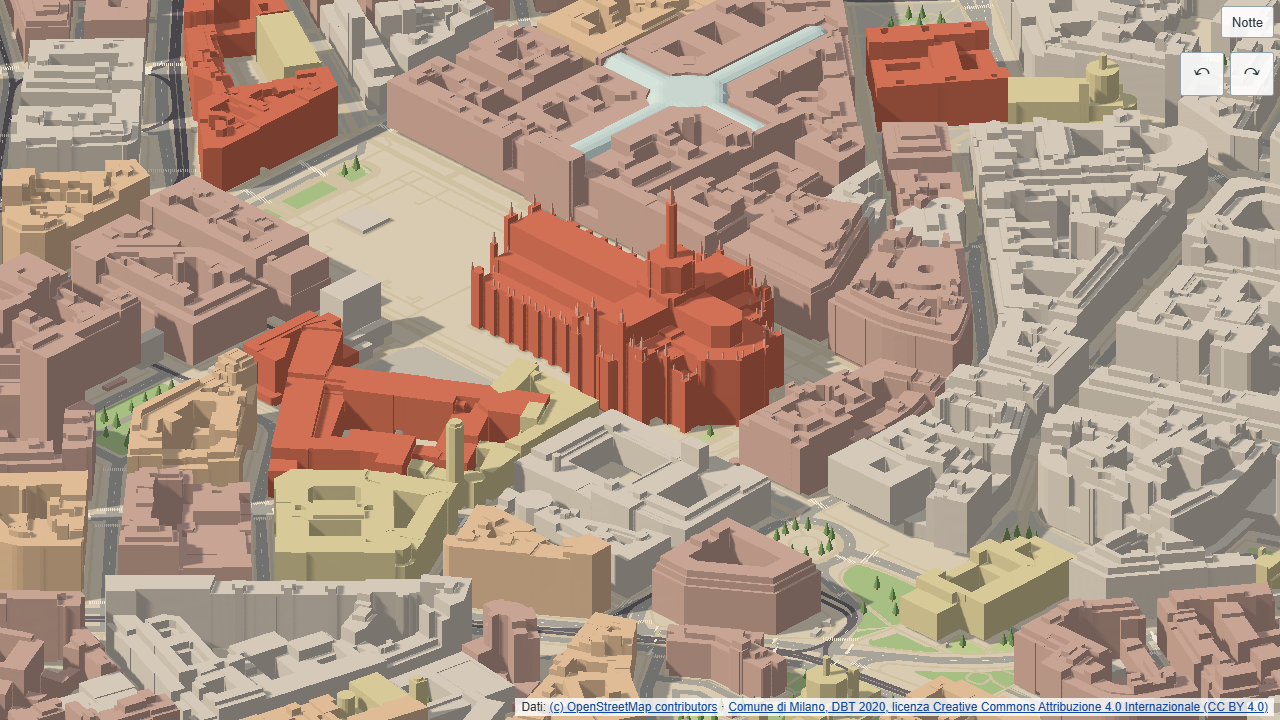 Notte
Dati: (c) OpenStreetMap contributors · Comune di Milano, DBT 2020, licenza Creative Commons Attribuzione 4.0 Internazionale (CC BY 4.0)